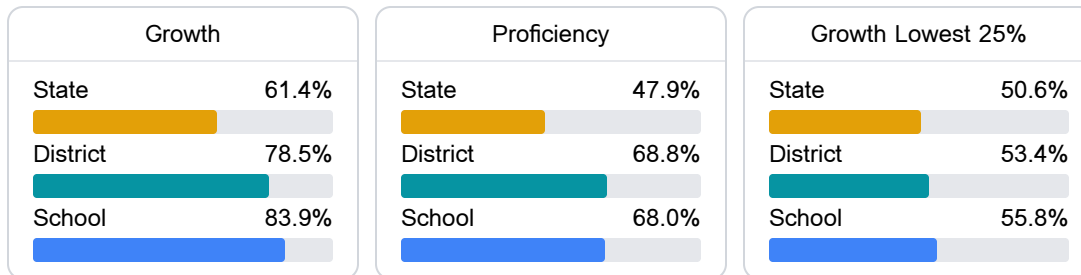 Growth
State 61.4%
District 78.5%
School 83.9%
Proficiency
State 47.9%
District 68.8%
School 68.0%
Growth Lowest 25%
State 50.6%
District 53.4%
School 55.8%